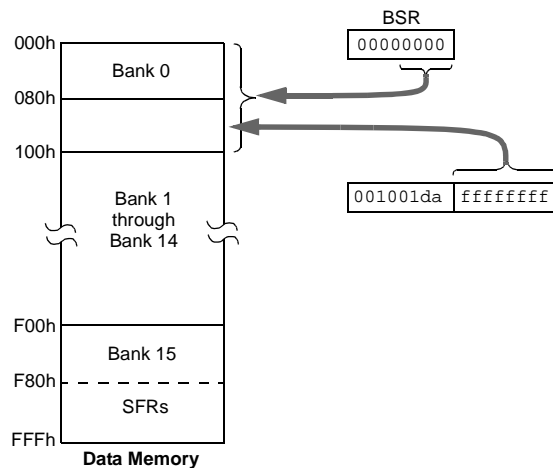 BSR
000h
00000000
Bank 0
080h
100h
Bank 1
through
Bank 14
001001da ffffffff
F00h
Bank 15
F80h
SFRs
FFFh
Data Memory